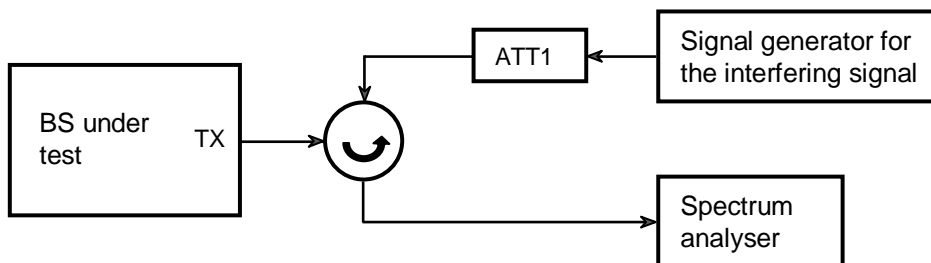 BS under
test
TX
ATT1
Signal generator for
the interfering signal
Spectrum
analyser